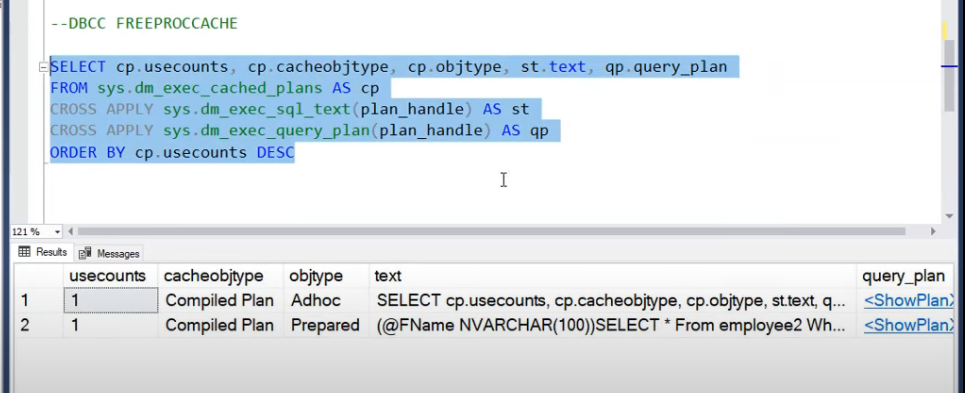 --DBCC FREEPROCCACHE
SELECT cp.usecounts, cp.cacheobjtype, cp.objtype, st.text, qp.query_plan
FROM sys.dm_exec_cached_plans AS cp
CROSS APPLY sys.dm_exec_sql_text(plan_handle) AS st
CROSS APPLY sys.dm_exec_query_plan(plan_handle) AS qp
ORDER BY cp.usecounts DESC
121 %
Results Messages
usecounts cacheobjtype objtype text query_plan
1 1 Compiled Plan Adhoc SELECT cp.usecounts, cp.cacheobjtype, cp.objtype, st.text, q... <ShowPlanX
2 1 Compiled Plan Prepared (@FName NVARCHAR(100))SELECT * From employee2 Wh... <ShowPlanX